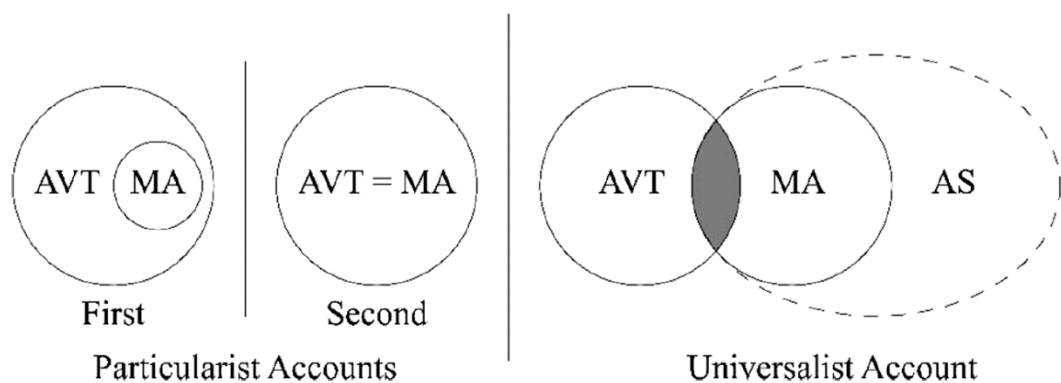 AVT MA
AVT = MA
AVT MA AS
First
Second
Particularist Accounts
Universalist Account